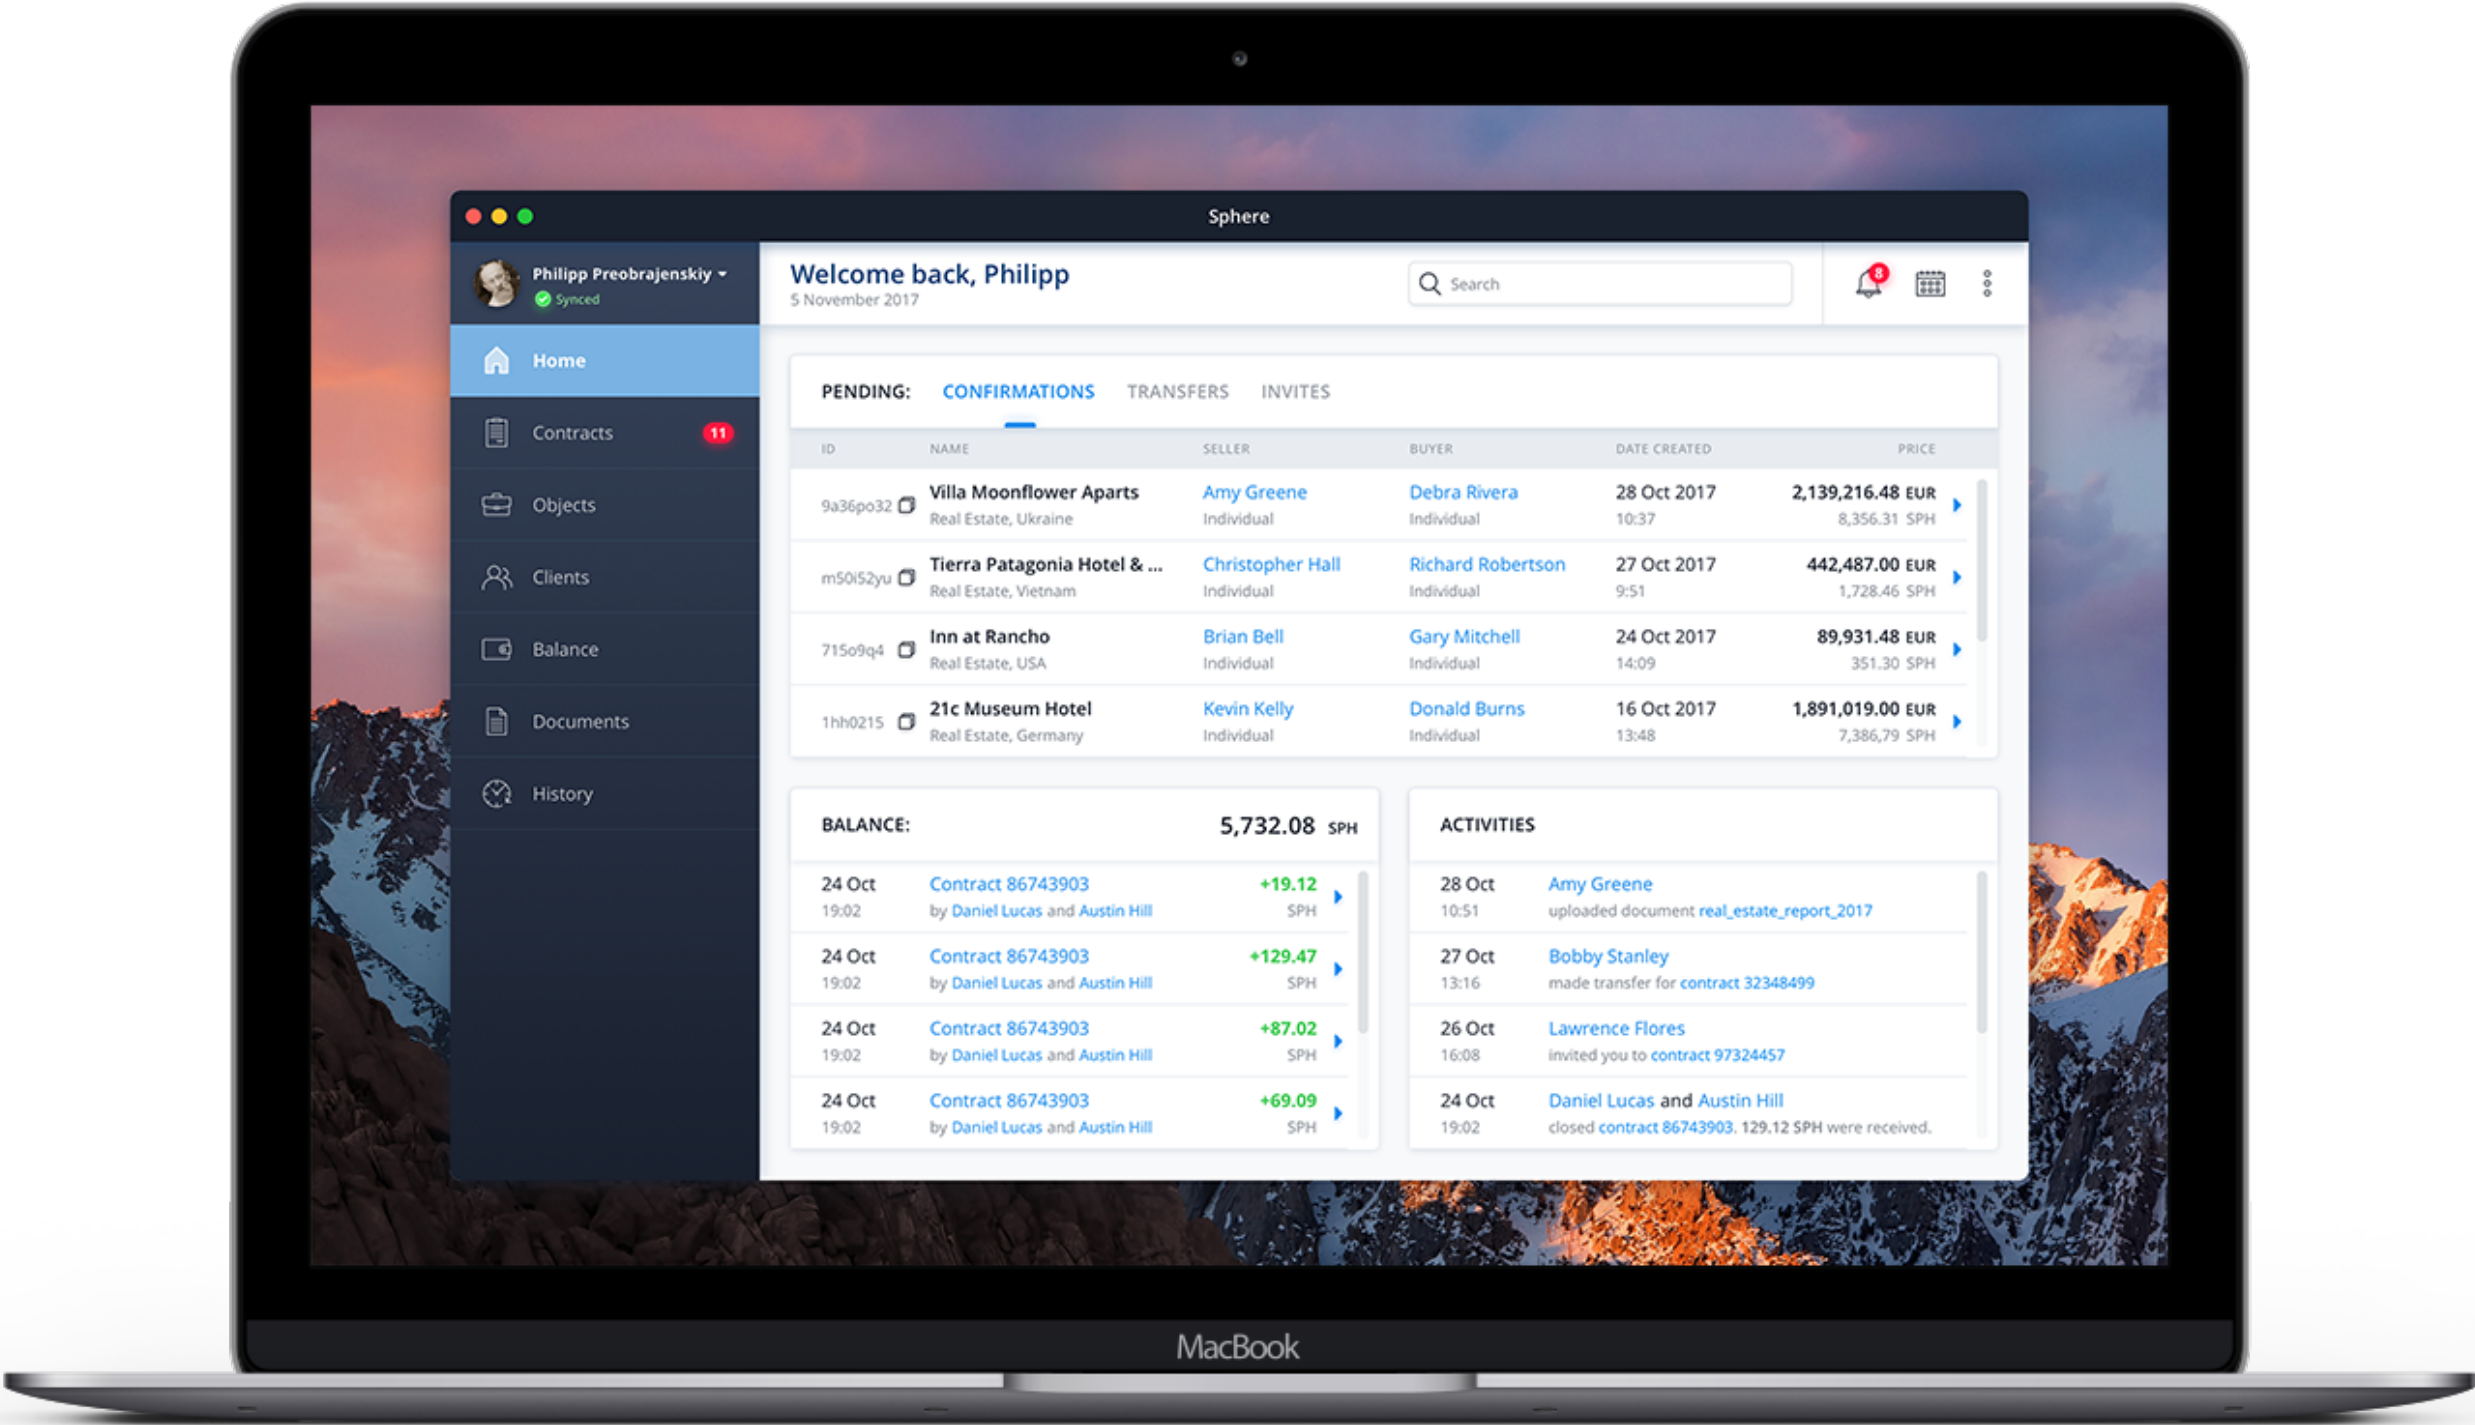 Sphere
Philipp Preobrajenskiy
Synced
Home
Contracts 11
Objects
Clients
Balance
Documents
History
Welcome back, Philipp
5 November 2017
Search
8
PENDING: CONFIRMATIONS TRANSFERS INVITES
ID NAME SELLER BUYER DATE CREATED PRICE
9a36po32
Villa Moonflower Aparts Amy Greene Debra Rivera 28 Oct 2017 2,139,216.48 EUR
Real Estate, Ukraine Individual Individual 10:37 8,356.31 SPH
m50i52yu
Tierra Patagonia Hotel & ... Christopher Hall Richard Robertson 27 Oct 2017 442,487.00 EUR
Real Estate, Vietnam Individual Individual 9:51 1,728.46 SPH
715o9q4
Inn at Rancho Brian Bell Gary Mitchell 24 Oct 2017 89,931.48 EUR
Real Estate, USA Individual Individual 14:09 351.30 SPH
1hh0215
21c Museum Hotel Kevin Kelly Donald Burns 16 Oct 2017 1,891,019.00 EUR
Real Estate, Germany Individual Individual 13:48 7,386,79 SPH
BALANCE: 5,732.08 SPH
24 Oct Contract 86743903 +19.12
19:02 by Daniel Lucas and Austin Hill SPH
24 Oct Contract 86743903 +129.47
19:02 by Daniel Lucas and Austin Hill SPH
24 Oct Contract 86743903 +87.02
19:02 by Daniel Lucas and Austin Hill SPH
24 Oct Contract 86743903 +69.09
19:02 by Daniel Lucas and Austin Hill SPH
ACTIVITIES
28 Oct Amy Greene
10:51 uploaded document real_estate_report_2017
27 Oct Bobby Stanley
13:16 made transfer for contract 32348499
26 Oct Lawrence Flores
16:08 invited you to contract 97324457
24 Oct Daniel Lucas and Austin Hill
19:02 closed contract 86743903. 129.12 SPH were received.
MacBook